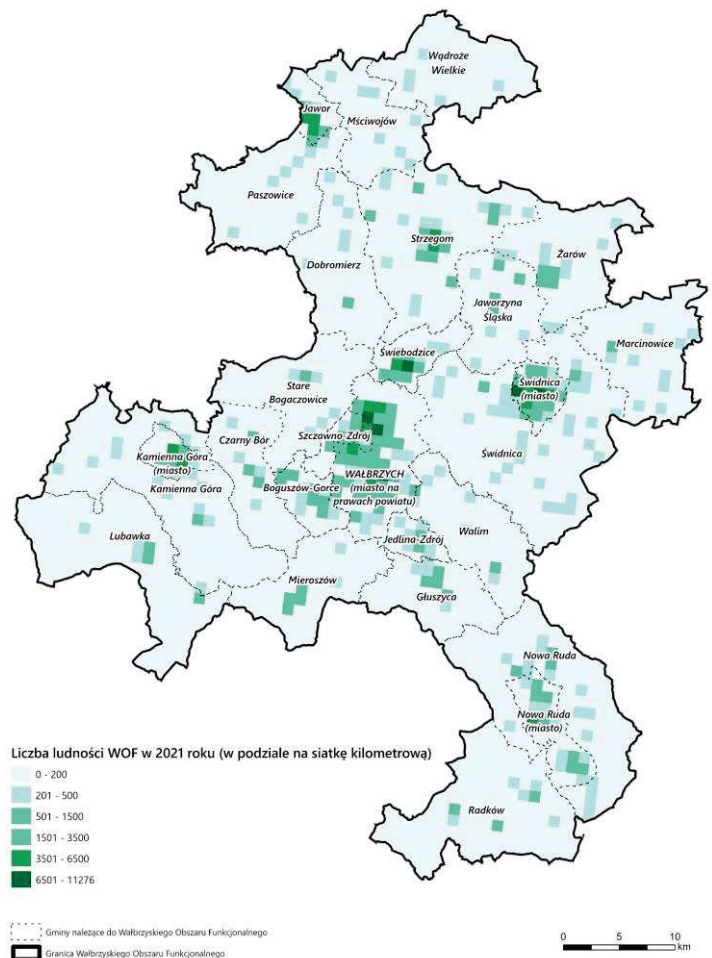 Wądroże
Wielkie
Jawor
Mściwojów
Paszowice
Strzegom
Dobromierz
Żarów
Jaworzyna
Śląska
Marcinowice
Świebodzice
Stare
Bogaczowice
Świdnica
(miasto)
Czarny Bór
Szczawno-Zdrój
Kamienna Góra
(miasto)
WAŁBRZYCH
(miasto na
prawach powiatu)
Świdnica
Kamienna Góra
Boguszów-Gorce
Lubawka
Walim
Jedlina-Zdrój
Mieroszów
Głuszyca
Nowa Ruda
Nowa Ruda
(miasto)
Radków
Liczba ludności WOF w 2021 roku (w podziale na siatkę kilometrową)
0 - 200
201 - 500
501 - 1500
1501 - 3500
3501 - 6500
6501 - 11276
Gminy należące do Wałbrzyskiego Obszaru Funkcjonalnego
Granica Wałbrzyskiego Obszaru Funkcjonalnego
0 5 10
km